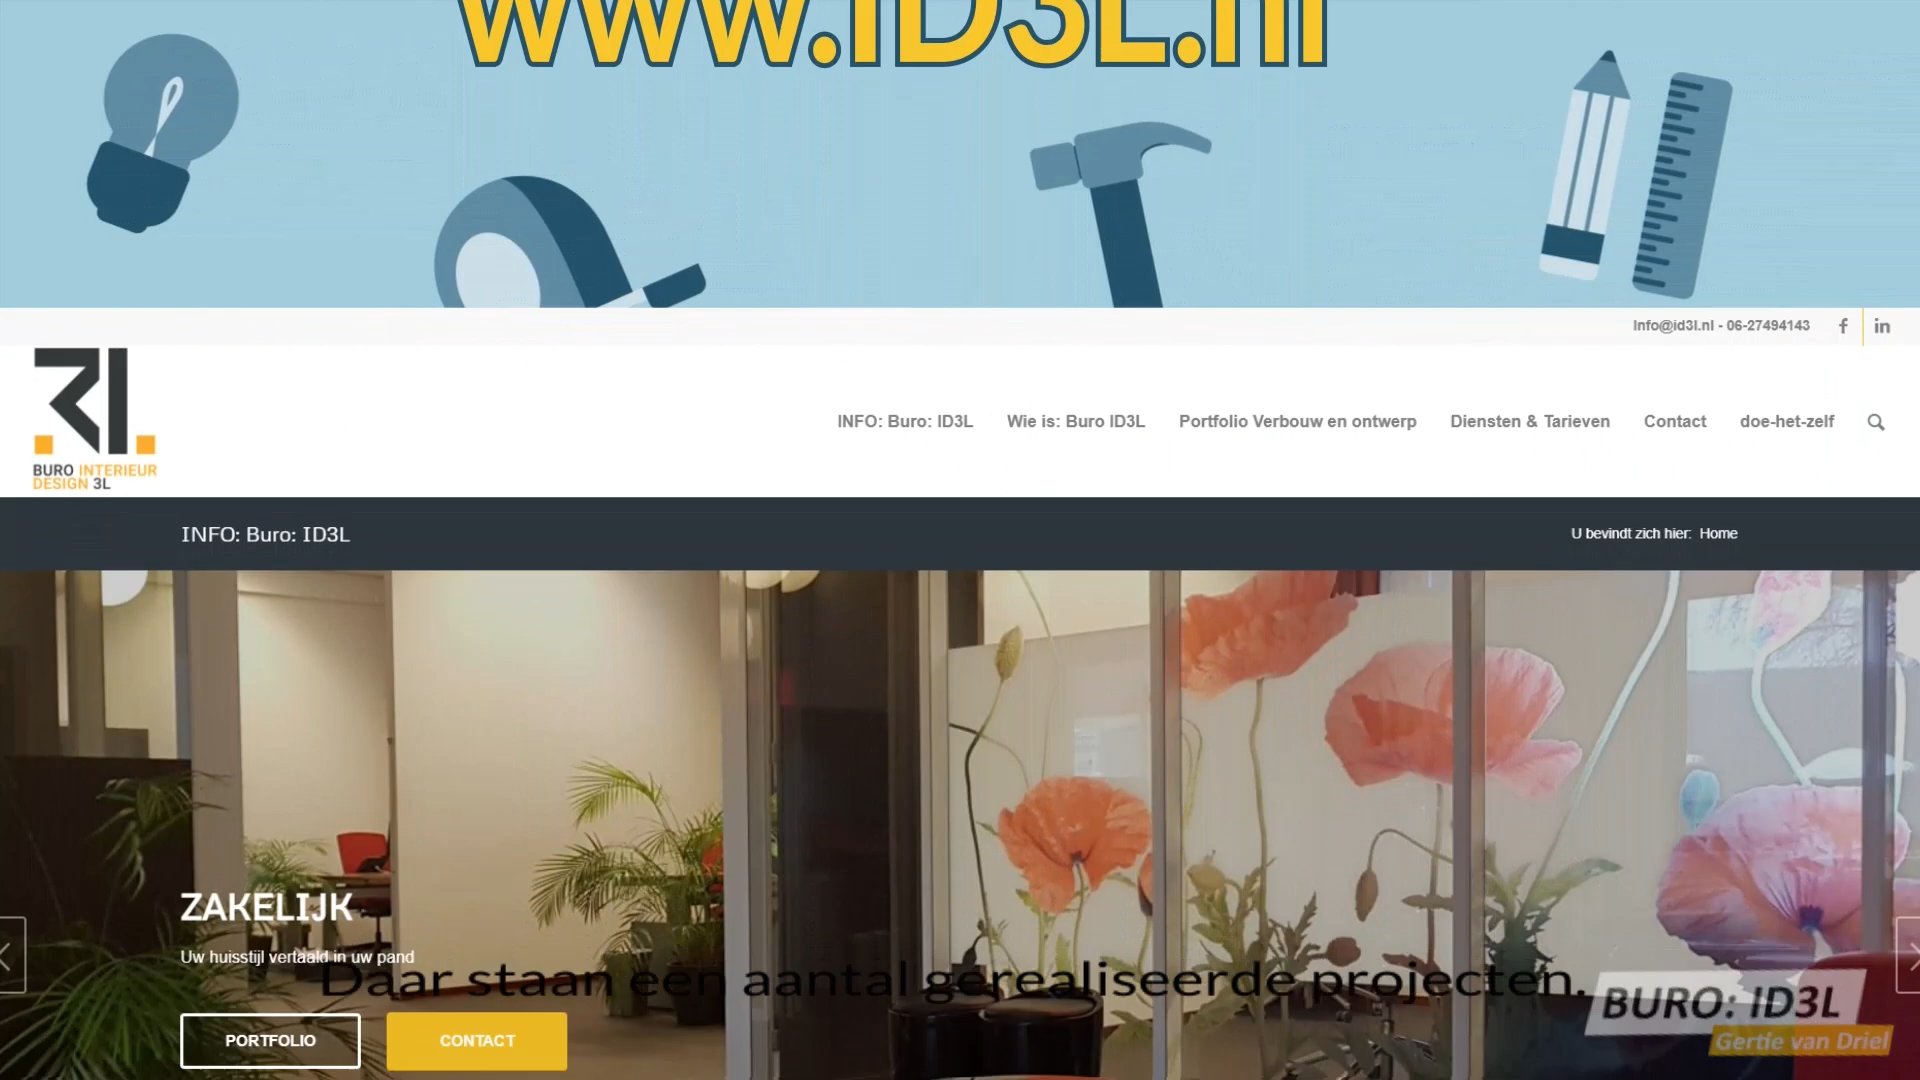 www.ID3L.nl
Info@id3l.nl - 06-27494143
BURO INTERIEUR
DESIGN 3L
INFO: Buro: ID3L
Wie is: Buro ID3L
Portfolio Verbouw en ontwerp
Diensten & Tarieven
Contact
doe-het-zelf
INFO: Buro: ID3L
U bevindt zich hier: Home
ZAKELIJK
Uw huisstijl vertaald in uw pand
Daar staan een aantal gerealiseerde projecten.
PORTFOLIO
CONTACT
BURO: ID3L
Gertie van Driel